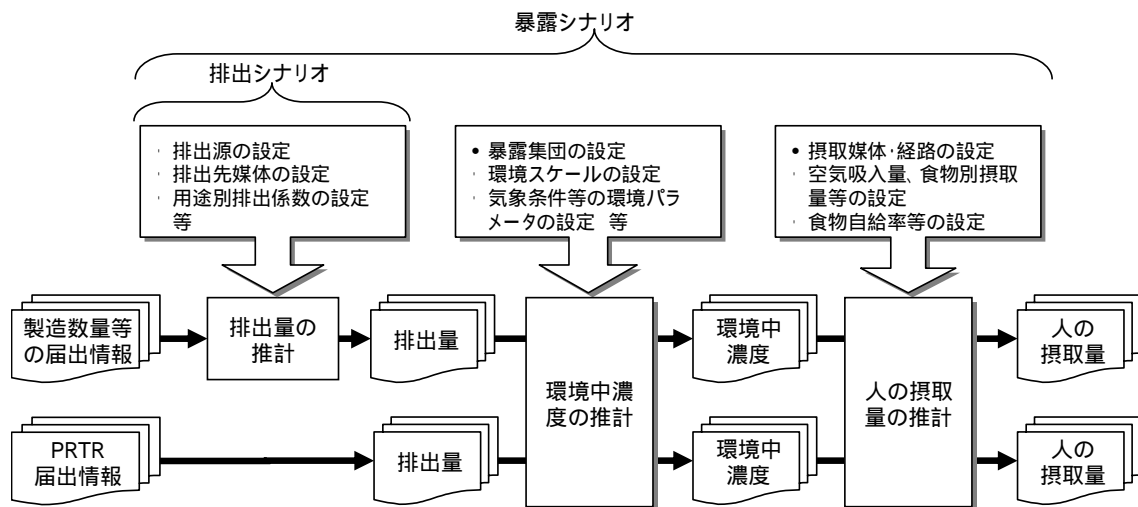 暴露シナリオ
排出シナリオ
排出源の設定
排出先媒体の設定
用途別排出係数の設定
等
• 暴露集団の設定
環境スケールの設定
気象条件等の環境パラ
メータの設定 等
• 摂取媒体・経路の設定
空気吸入量、食物別摂取
量等の設定
食物自給率等の設定
製造数量等
の届出情報
排出量の
推計
排出量
環境中濃
度の推計
環境中
濃度
人の摂取
量の推計
人の
摂取量
PRTR
届出情報
排出量
環境中
濃度
人の
摂取量